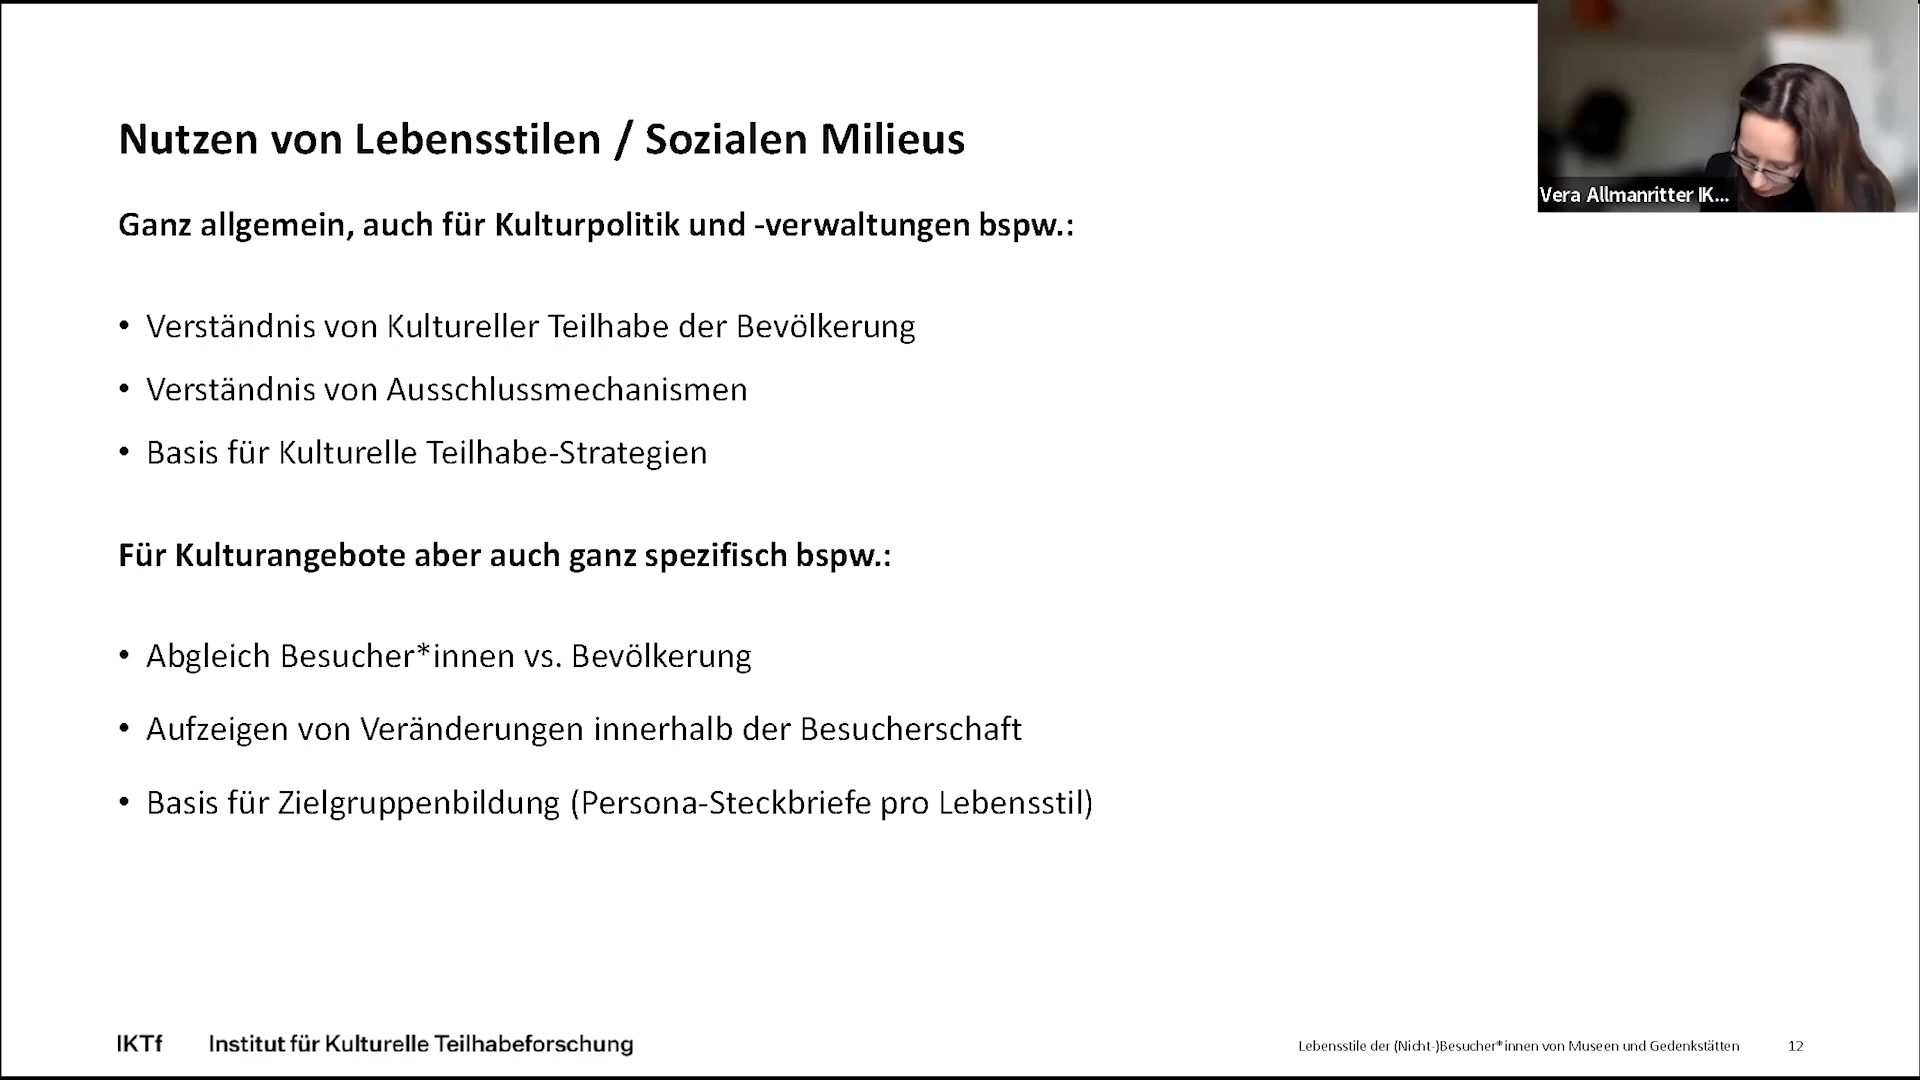 Nutzen von Lebensstilen / Sozialen Milieus
Vera Allmanritter IK...
Ganz allgemein, auch für Kulturpolitik und -verwaltungen bspw.:
• Verständnis von Kultureller Teilhabe der Bevölkerung
• Verständnis von Ausschlussmechanismen
• Basis für Kulturelle Teilhabe-Strategien
Für Kulturangebote aber auch ganz spezifisch bspw.:
• Abgleich Besucher*innen vs. Bevölkerung
• Aufzeigen von Veränderungen innerhalb der Besucherschaft
• Basis für Zielgruppenbildung (Persona-Steckbriefe pro Lebensstil)
IKTf Institut für Kulturelle Teilhabeforschung
Lebensstile der (Nicht-)Besucher*innen von Museen und Gedenkstätten 12